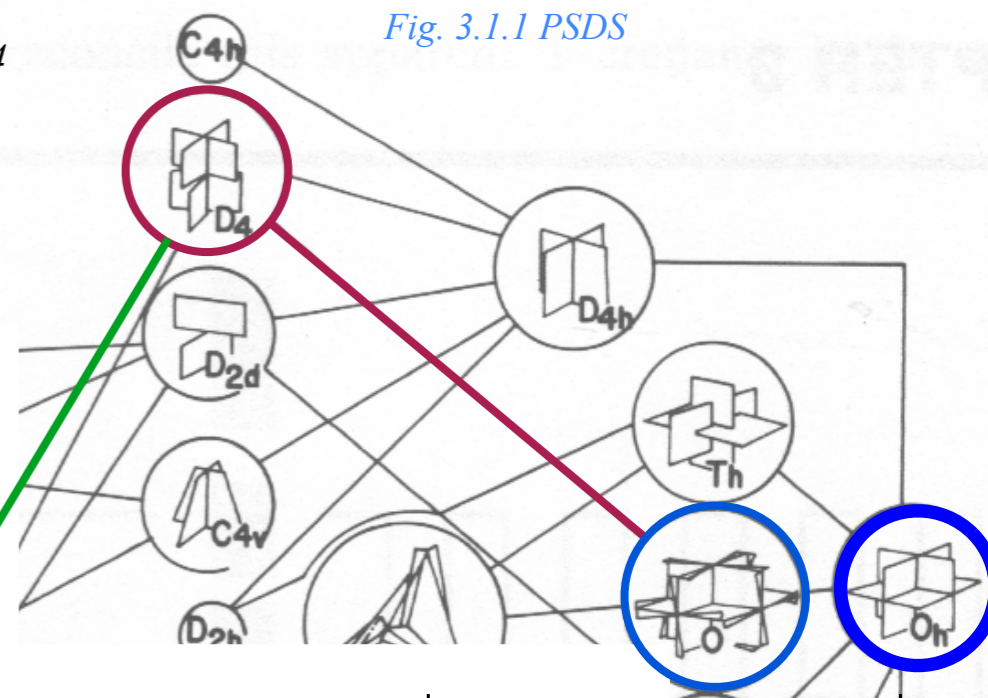 Fig. 3.1.1 PSDS
C4h
D4
D4h
D2d
Th
C4v
D2h
O
Oh